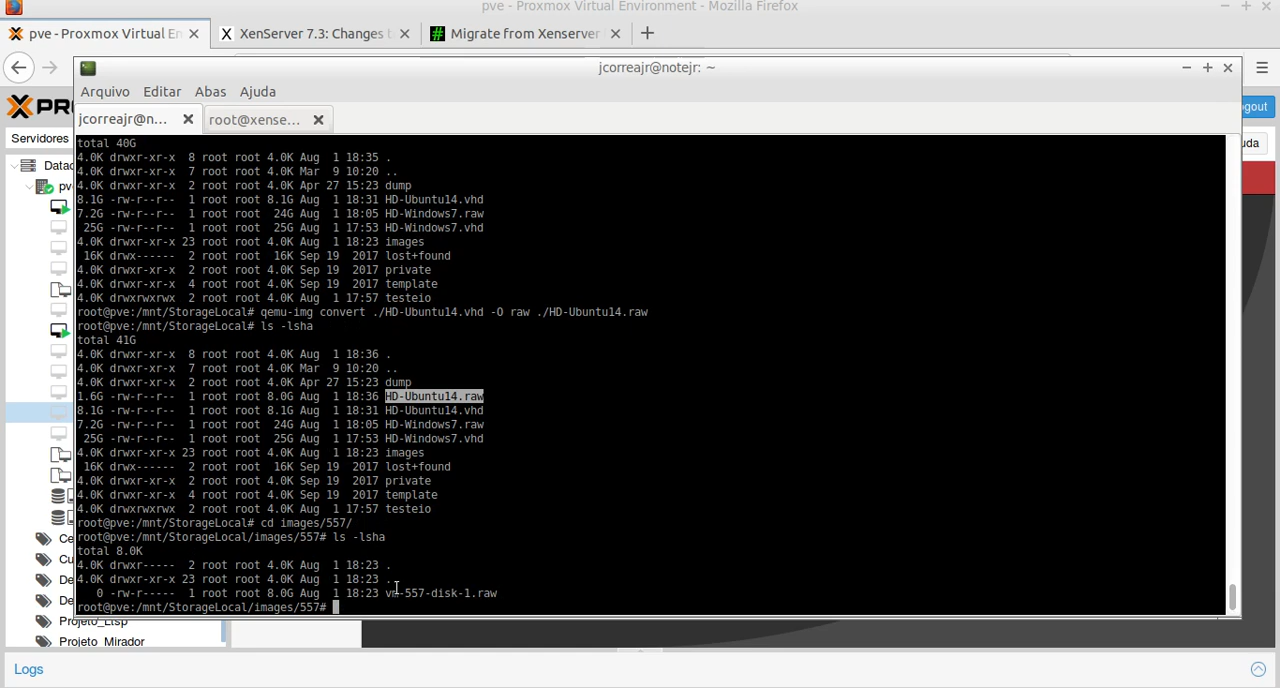 pve - Proxmox Virtual Environment - Mozilla Firefox
pve - Proxmox Virtual En
XenServer 7.3: Changes t
Migrate from Xenserver
jcorreajr@notejr: ~
Arquivo Editar Abas Ajuda
PRO
ogout
jcorreajr@n...
root@xense...
Servidores
uda
Datac
pv
total 40G
4.0K drwxr-xr-x  8 root root 4.0K Aug  1 18:35 .
4.0K drwxr-xr-x  7 root root 4.0K Mar  9 10:20 ..
4.0K drwxr-xr-x  2 root root 4.0K Apr 27 15:23 dump
8.1G -rw-r--r--  1 root root 8.1G Aug  1 18:31 HD-Ubuntu14.vhd
7.2G -rw-r--r--  1 root root  24G Aug  1 18:05 HD-Windows7.raw
 25G -rw-r--r--  1 root root  25G Aug  1 17:53 HD-Windows7.vhd
4.0K drwxr-xr-x 23 root root 4.0K Aug  1 18:23 images
 16K drwx------  2 root root  16K Sep 19  2017 lost+found
4.0K drwxr-xr-x  2 root root 4.0K Sep 19  2017 private
4.0K drwxr-xr-x  4 root root 4.0K Sep 19  2017 template
4.0K drwxrwxrwx  2 root root 4.0K Aug  1 17:57 testeio
root@pve:/mnt/StorageLocal# qemu-img convert ./HD-Ubuntu14.vhd -O raw ./HD-Ubuntu14.raw
root@pve:/mnt/StorageLocal# ls -lsha
total 41G
4.0K drwxr-xr-x  8 root root 4.0K Aug  1 18:36 .
4.0K drwxr-xr-x  7 root root 4.0K Mar  9 10:20 ..
4.0K drwxr-xr-x  2 root root 4.0K Apr 27 15:23 dump
1.6G -rw-r--r--  1 root root 8.0G Aug  1 18:36 HD-Ubuntu14.raw
8.1G -rw-r--r--  1 root root 8.1G Aug  1 18:31 HD-Ubuntu14.vhd
7.2G -rw-r--r--  1 root root  24G Aug  1 18:05 HD-Windows7.raw
 25G -rw-r--r--  1 root root  25G Aug  1 17:53 HD-Windows7.vhd
4.0K drwxr-xr-x 23 root root 4.0K Aug  1 18:23 images
 16K drwx------  2 root root  16K Sep 19  2017 lost+found
4.0K drwxr-xr-x  2 root root 4.0K Sep 19  2017 private
4.0K drwxr-xr-x  4 root root 4.0K Sep 19  2017 template
4.0K drwxrwxrwx  2 root root 4.0K Aug  1 17:57 testeio
root@pve:/mnt/StorageLocal# cd images/557/
root@pve:/mnt/StorageLocal/images/557# ls -lsha
total 8.0K
4.0K drwxr-----  2 root root 4.0K Aug  1 18:23 .
4.0K drwxr-xr-x 23 root root 4.0K Aug  1 18:23 ..
   0 -rw-r-----  1 root root 8.0G Aug  1 18:23 vm-557-disk-1.raw
root@pve:/mnt/StorageLocal/images/557#
Ce
Cu
De
De
Projeto_Ltsp
Projeto_Mirador
Logs